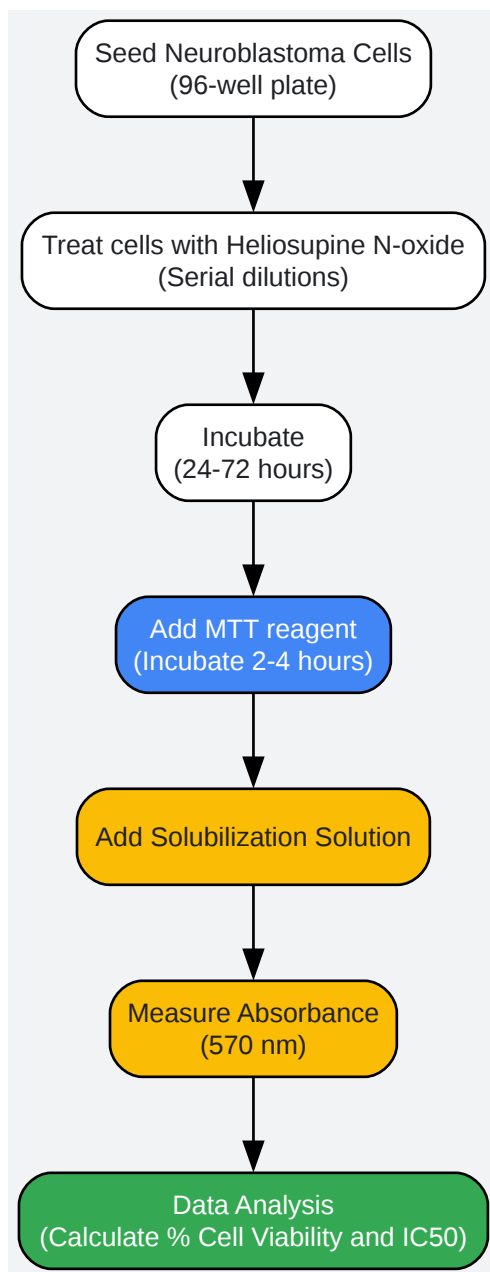 Seed Neuroblastoma Cells
(96-well plate)
Treat cells with Heliosupine N-oxide
(Serial dilutions)
Incubate
(24-72 hours)
Add MTT reagent
(Incubate 2-4 hours)
Add Solubilization Solution
Measure Absorbance
(570 nm)
Data Analysis
(Calculate % Cell Viability and IC50)